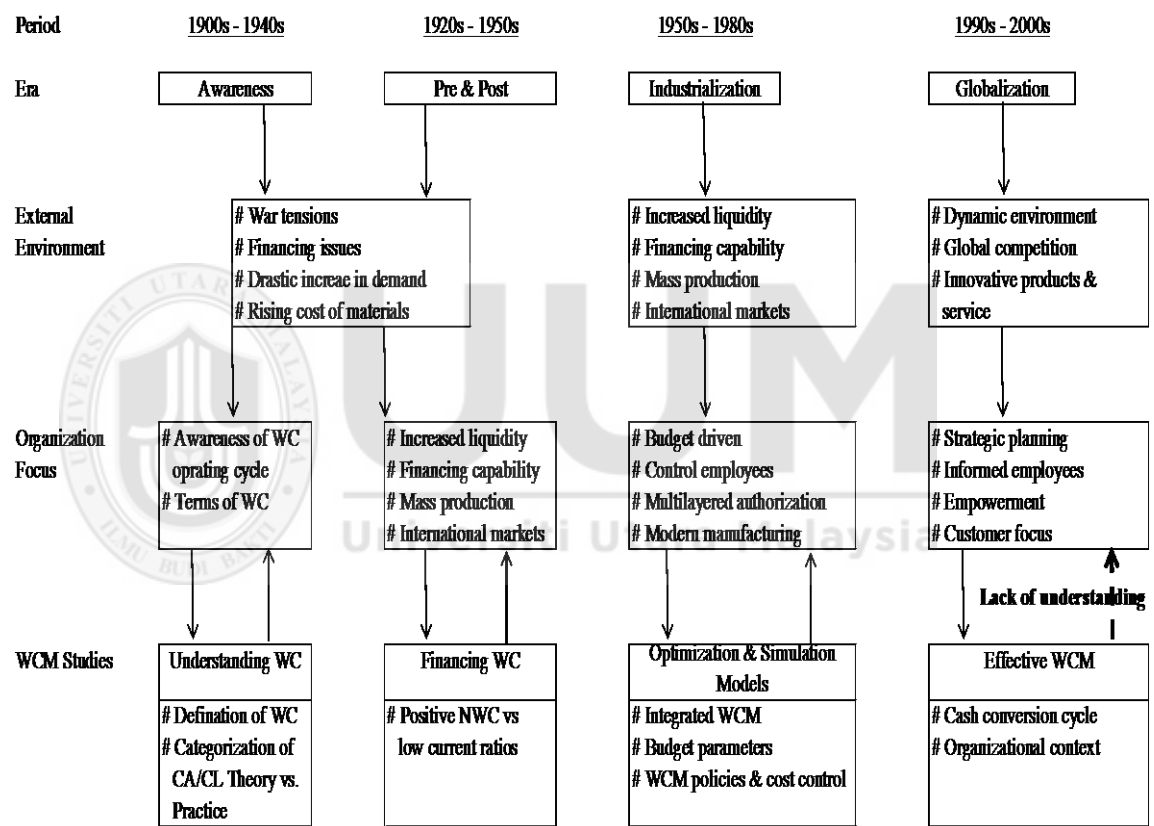 Period 1900s - 1940s 1920s - 1950s 1950s - 1980s 1990s - 2000s
Era Awareness Pre & Post Industrialization Globalization
External Environment
# War tensions
# Financing issues
# Drastic increae in demand
# Rising cost of materials
# Increased liquidity
# Financing capability
# Mass production
# International markets
# Dynamic environment
# Global competition
# Innovative products &
service
Organization
Focus
# Awareness of WC
oprating cycle
# Terms of WC
# Increased liquidity
# Financing capability
# Mass production
# International markets
# Budget driven
# Control employees
# Multilayered authorization
# Modern manufacturing
# Strategic planning
# Informed employees
# Empowerment
# Customer focus
Lack of understanding
WCM Studies
Understanding WC
# Defination of WC
# Categorization of
CA/CL Theory vs.
Practice
Financing WC
# Positive NWC vs
low current ratios
Optimization & Simulation
Models
# Integrated WCM
# Budget parameters
# WCM policies & cost control
Effective WCM
# Cash conversion cycle
# Organizational context
UUM
Universiti Utara Malaysia
UNIVERSITI UTARA MALAYSIA
ILMU BUDI BAKTI